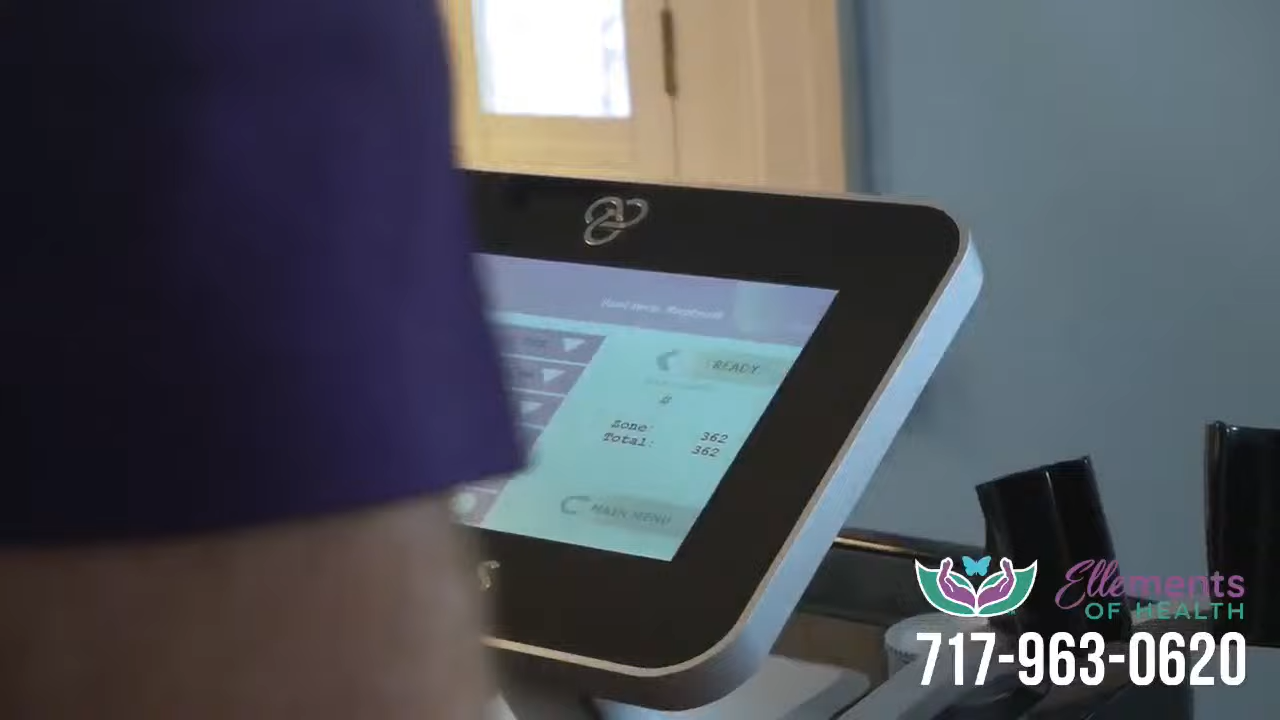 READY
#
Zone: 362
Total: 362
MAIN MENU
Ellements
OF HEALTH
717-963-0620